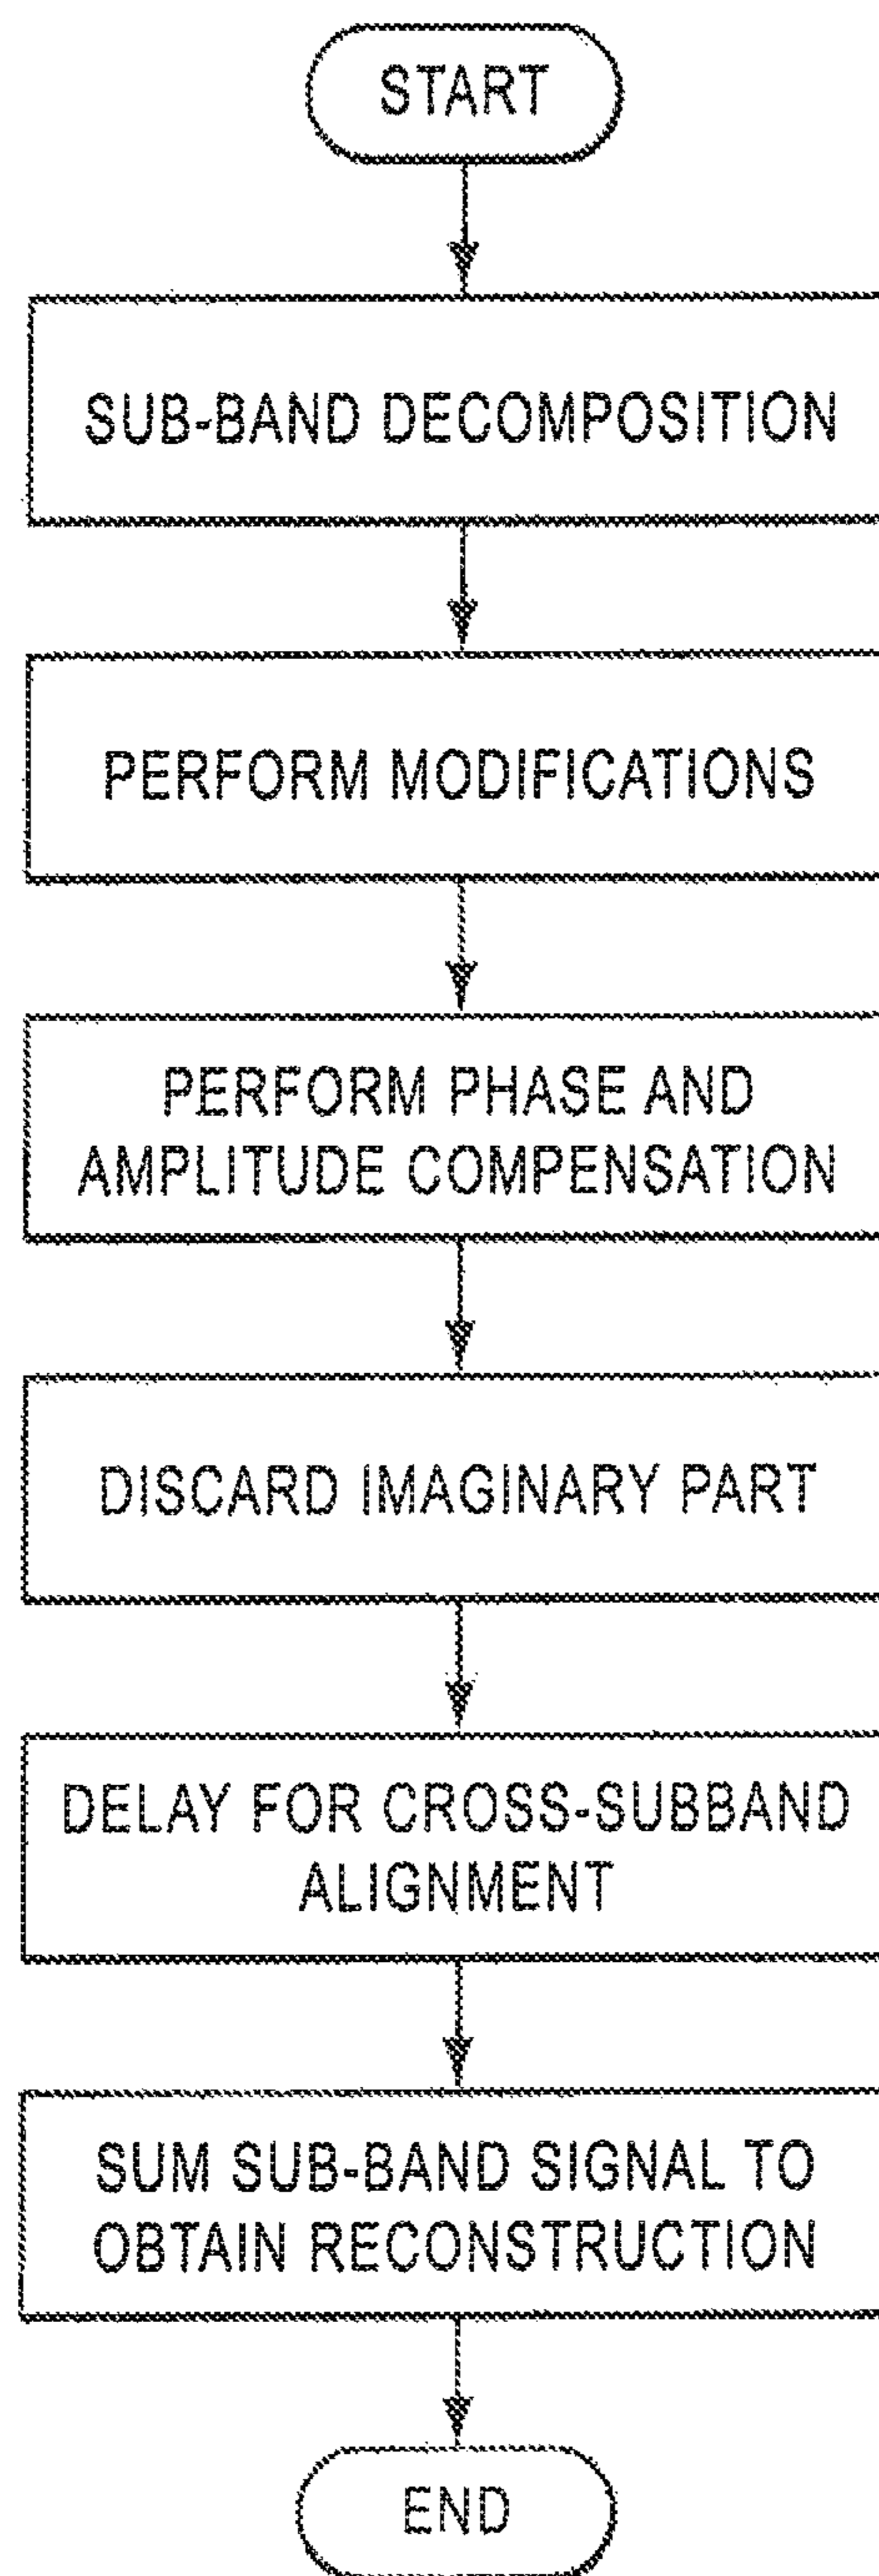 START
SUB-BAND DECOMPOSITION
PERFORM MODIFICATIONS
PERFORM PHASE AND
AMPLITUDE COMPENSATION
DISCARD IMAGINARY PART
DELAY FOR CROSS-SUBBAND
ALIGNMENT
SUM SUB-BAND SIGNAL TO
OBTAIN RECONSTRUCTION
END